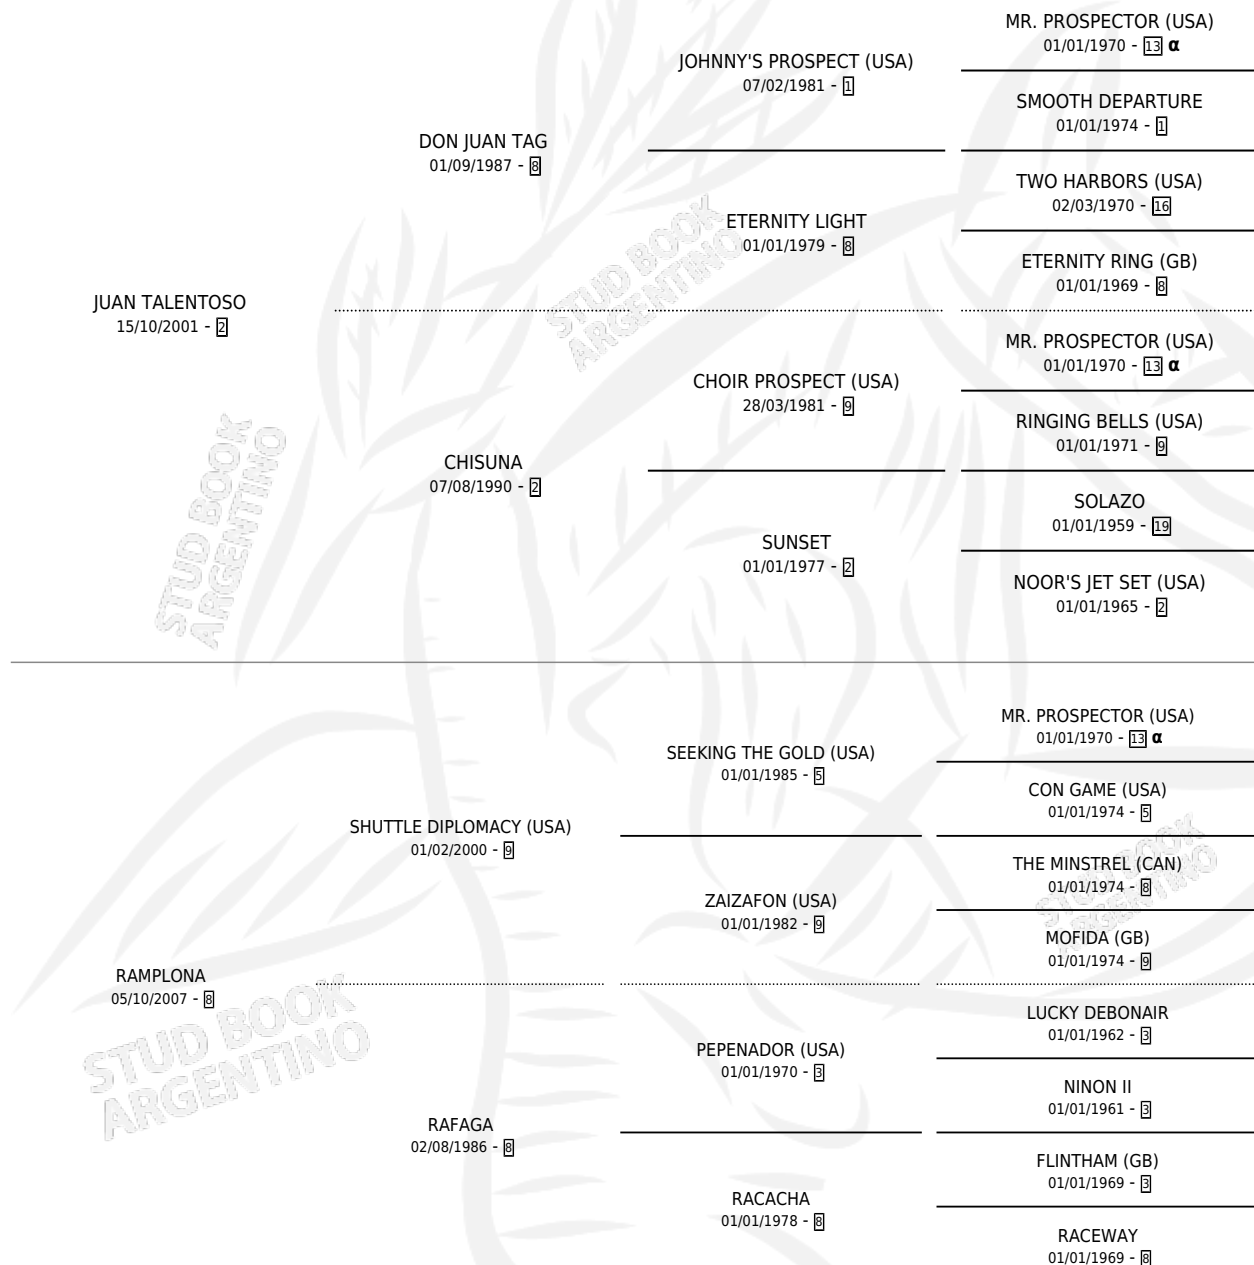 MR. PROSPECTOR (USA)
01/01/1970 - 13 α
JOHNNY'S PROSPECT (USA)
07/02/1981 - 1
SMOOTH DEPARTURE
01/01/1974 - 1
DON JUAN TAG
01/09/1987 - 8
TWO HARBORS (USA)
02/03/1970 - 16
ETERNITY LIGHT
01/01/1979 - 8
ETERNITY RING (GB)
01/01/1969 - 8
JUAN TALENTOSO
15/10/2001 - 2
MR. PROSPECTOR (USA)
01/01/1970 - 13 α
CHOIR PROSPECT (USA)
28/03/1981 - 9
RINGING BELLS (USA)
01/01/1971 - 9
CHISUNA
07/08/1990 - 2
SOLAZO
01/01/1959 - 19
SUNSET
01/01/1977 - 2
NOOR'S JET SET (USA)
01/01/1965 - 2
MR. PROSPECTOR (USA)
01/01/1970 - 13 α
SEEKING THE GOLD (USA)
01/01/1985 - 5
CON GAME (USA)
01/01/1974 - 5
SHUTTLE DIPLOMACY (USA)
01/02/2000 - 9
THE MINSTREL (CAN)
01/01/1974 - 8
ZAIZAFON (USA)
01/01/1982 - 9
MOFIDA (GB)
01/01/1974 - 9
RAMPLONA
05/10/2007 - 8
LUCKY DEBONAIR
01/01/1962 - 3
PEPENADOR (USA)
01/01/1970 - 3
NINON II
01/01/1961 - 3
RAFAGA
02/08/1986 - 8
FLINTHAM (GB)
01/01/1969 - 3
RACACHA
01/01/1978 - 8
RACEWAY
01/01/1969 - 8
STUD BOOK
ARGENTINO
STUD BOOK
ARGENTINO
STUD BOOK
ARGENTINO
STUD BOOK
ARGENTINO